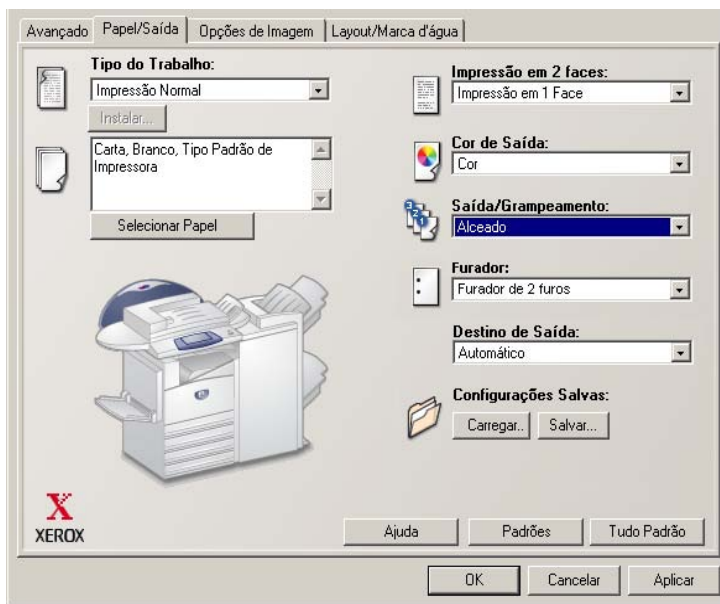 Avançado
Papel/Saída
Opções de Imagem
Layout/Marca d'água
Tipo do Trabalho:
Impressão Normal
Instalar...
Carta, Branco, Tipo Padrão de
Impressora
Selecionar Papel
Impressão em 2 faces:
Impressão em 1 Face
Cor de Saída:
Cor
Saída/Grampeamento:
Alceado
Furador:
Furador de 2 furos
Destino de Saída:
Automático
Configurações Salvas:
Carregar..
Salvar...
X
XEROX
Ajuda
Padrões
Tudo Padrão
OK
Cancelar
Aplicar